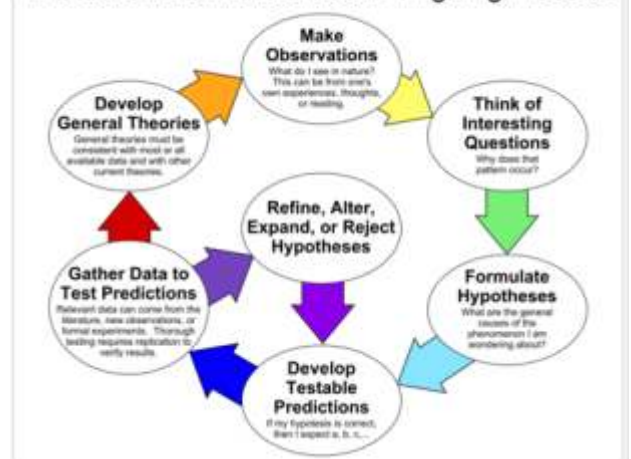 Make
Observations
What do I see in nature?
This can be from one's
own experiences, thoughts,
or reading.
Think of
Interesting
Questions
Why does that
pattern occur?
Formulate
Hypotheses
What are the general
causes of the
phenomenon I am
wondering about?
Develop
Testable
Predictions
If my hypotesis is correct,
then I expect a, b, c,...
Gather Data to
Test Predictions
Relevant data can come from the
literature, new observations, or
formal experiments. Thorough
testing requires replication to
verify results.
Refine, Alter,
Expand, or Reject
Hypotheses
Develop
General Theories
General theories must be
consistent with most or all
available data and with other
current theories.